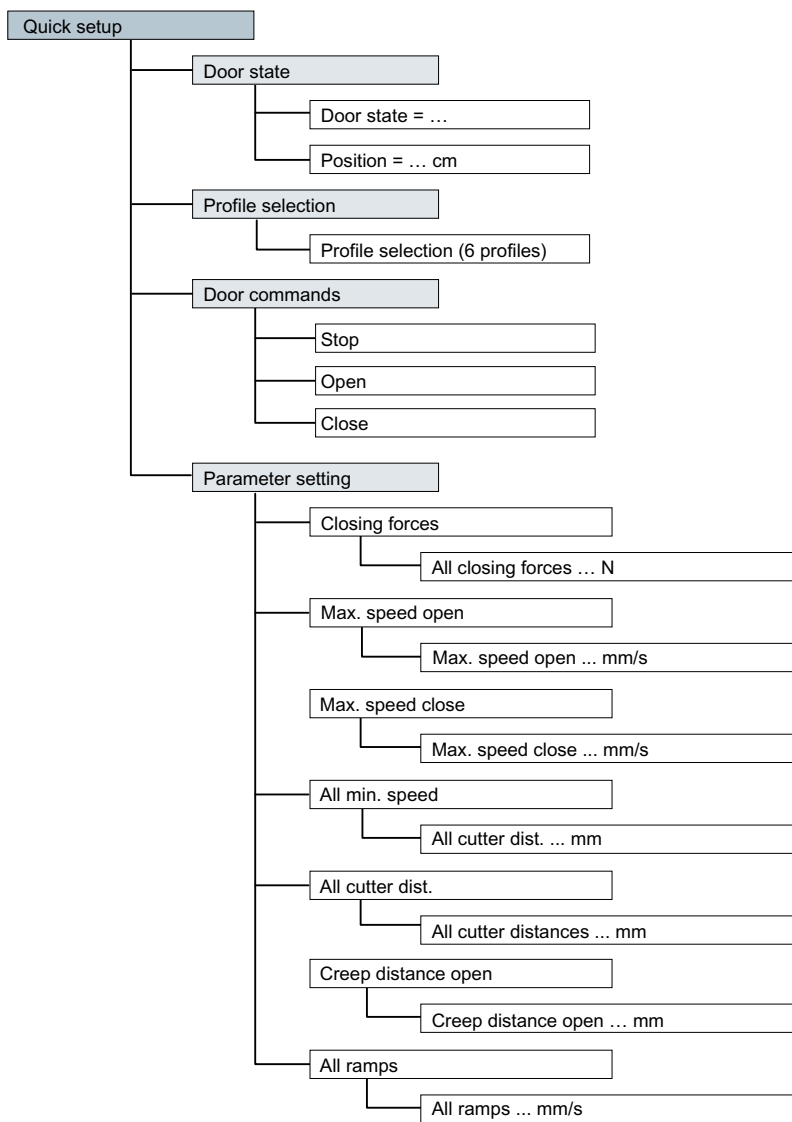 Quick setup
Door state
Door state = …
Position = … cm
Profile selection
Profile selection (6 profiles)
Door commands
Stop
Open
Close
Parameter setting
Closing forces
All closing forces … N
Max. speed open
Max. speed open ... mm/s
Max. speed close
Max. speed close ... mm/s
All min. speed
All cutter dist. ... mm
All cutter dist.
All cutter distances ... mm
Creep distance open
Creep distance open … mm
All ramps
All ramps ... mm/s